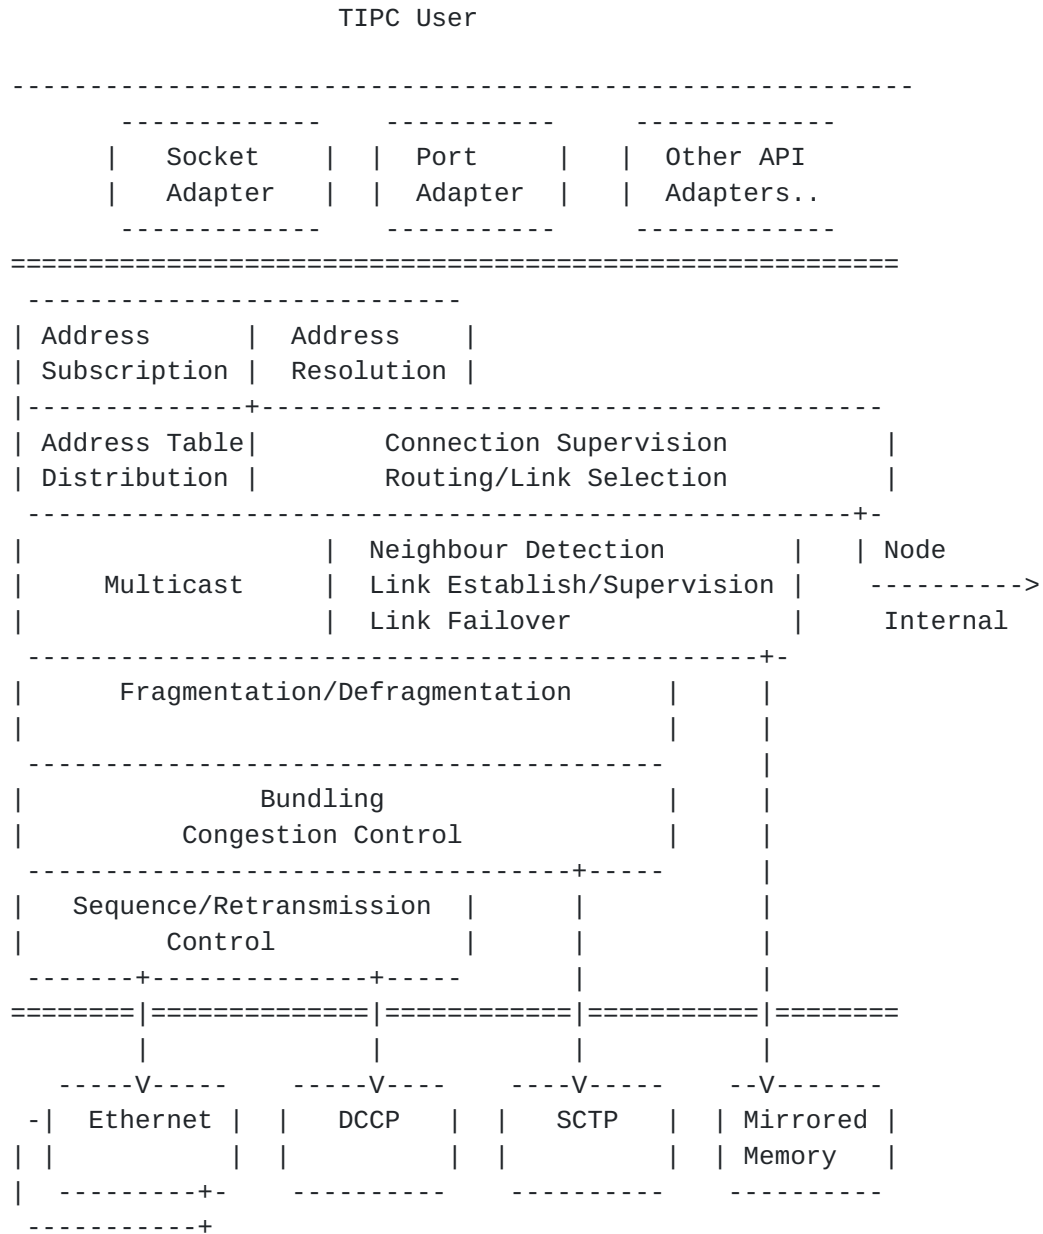 TIPC User
-----------------------------------------------------------
       -------------    -----------     -------------
      |   Socket    |  |  Port     |   |  Other API
      |   Adapter   |  |  Adapter  |   |  Adapters..
       -------------    -----------     -------------
=========================================================
 ----------------------------
| Address      |  Address    |
| Subscription |  Resolution |
|--------------+----------------------------------------
| Address Table|        Connection Supervision          |
| Distribution |        Routing/Link Selection          |
 -----------------------------------------------------+-
|                   |  Neighbour Detection        |   | Node
|     Multicast     |  Link Establish/Supervision |    ---------->
|                   |  Link Failover              |     Internal
 -----------------------------------------------+-
|      Fragmentation/Defragmentation      |     |
|                                         |     |
 -----------------------------------------      |
|               Bundling                  |     |
|          Congestion Control             |     |
 -----------------------------------+-----      |
|   Sequence/Retransmission  |      |           |
|         Control            |      |           |
 -------+--------------+-----       |           |
========|==============|============|===========|========
        |              |            |           |
   -----V-----    -----V----    ----V-----    --V-------
 -|  Ethernet |  |   DCCP   |  |   SCTP   |  | Mirrored |
| |           |  |          |  |          |  | Memory   |
|  ---------+-    ----------    ----------    ----------
 -----------+